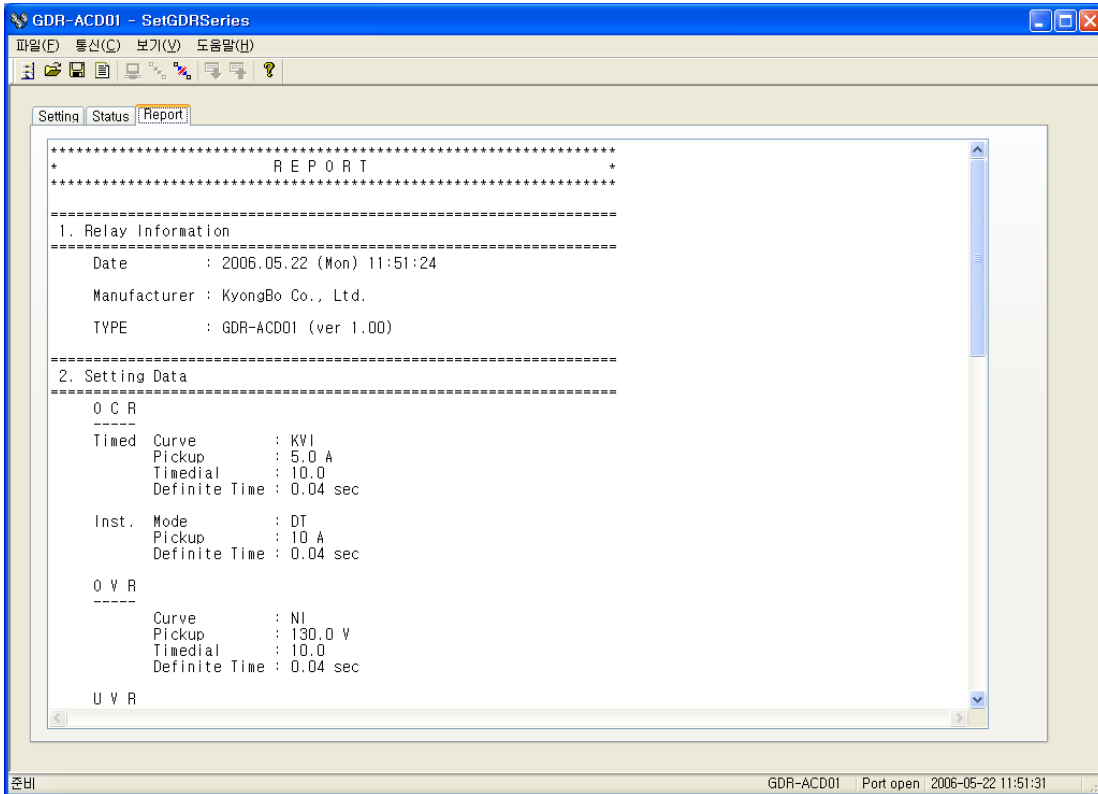 GDR-ACD01 - SetGDRSeries
파일(F) 통신(C) 보기(V) 도움말(H)
Setting Status Report
*******************************************************************
* R E P O R T *
*******************************************************************
===================================================================
1. Relay Information
===================================================================
Date : 2006.05.22 (Mon) 11:51:24
Manufacturer : KyongBo Co., Ltd.
TYPE : GDR-ACD01 (ver 1.00)
===================================================================
2. Setting Data
===================================================================
O C R
-----
Timed Curve : KVI
Pickup : 5.0 A
Timedial : 10.0
Definite Time : 0.04 sec
Inst. Mode : DT
Pickup : 10 A
Definite Time : 0.04 sec
O V R
-----
Curve : NI
Pickup : 130.0 V
Timedial : 10.0
Definite Time : 0.04 sec
U V R
준비 GDR-ACD01 Port open 2006-05-22 11:51:31